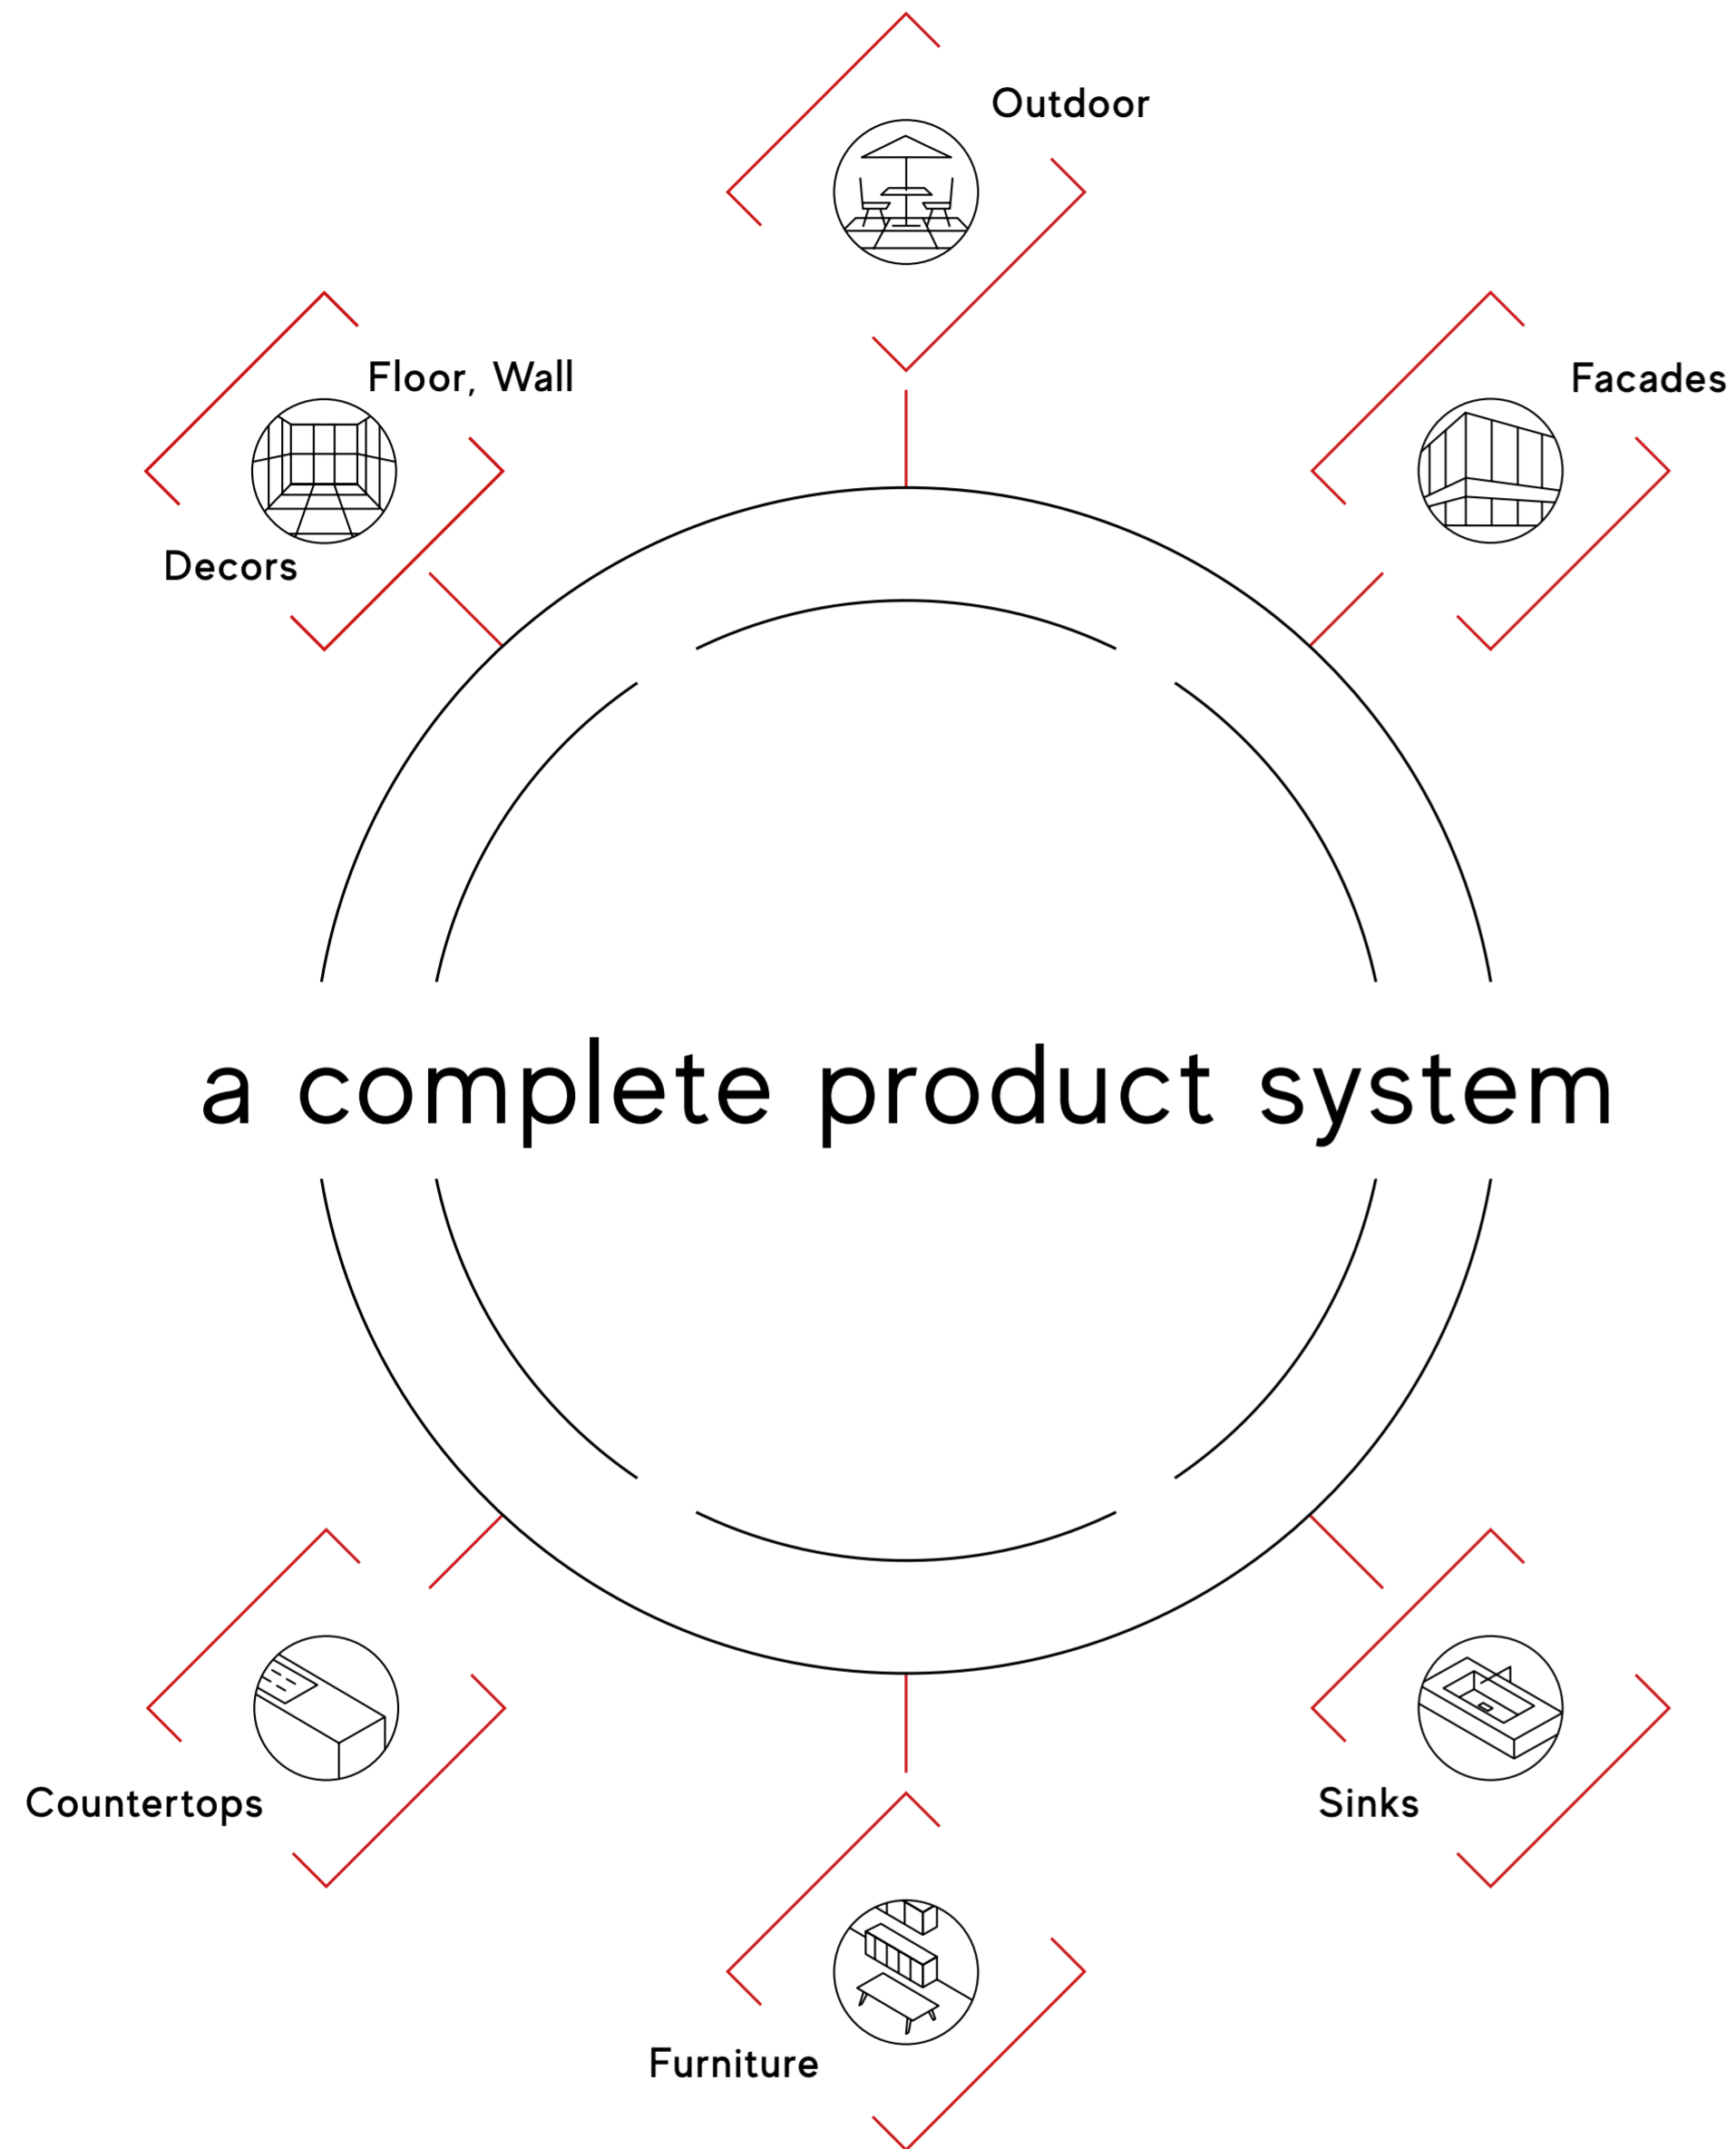 Outdoor
Floor, Wall
Facades
Decors
a complete product system
Countertops
Sinks
Furniture